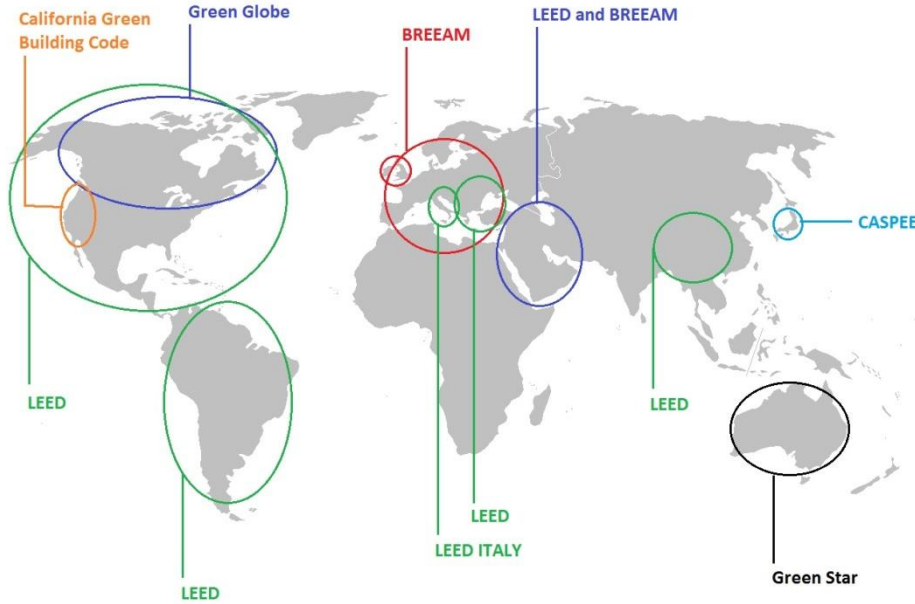 California Green
Building Code
Green Globe
BREEAM
LEED and BREEAM
CASPEE
LEED
LEED
LEED
LEED ITALY
LEED
Green Star